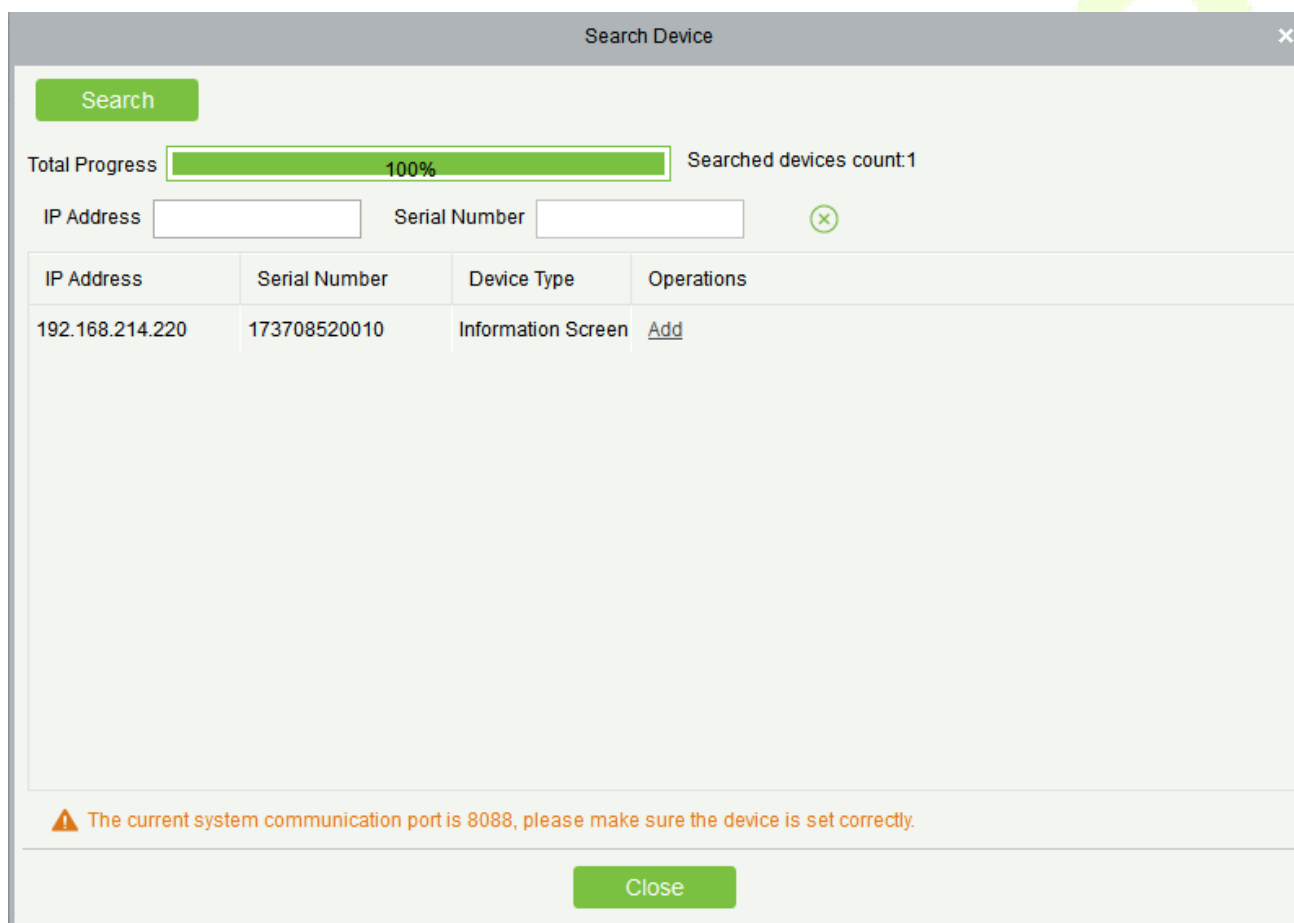 Search Device
Search
Total Progress 100% Searched devices count:1
IP Address Serial Number
IP Address Serial Number Device Type Operations
192.168.214.220 173708520010 Information Screen Add
The current system communication port is 8088, please make sure the device is set correctly.
Close